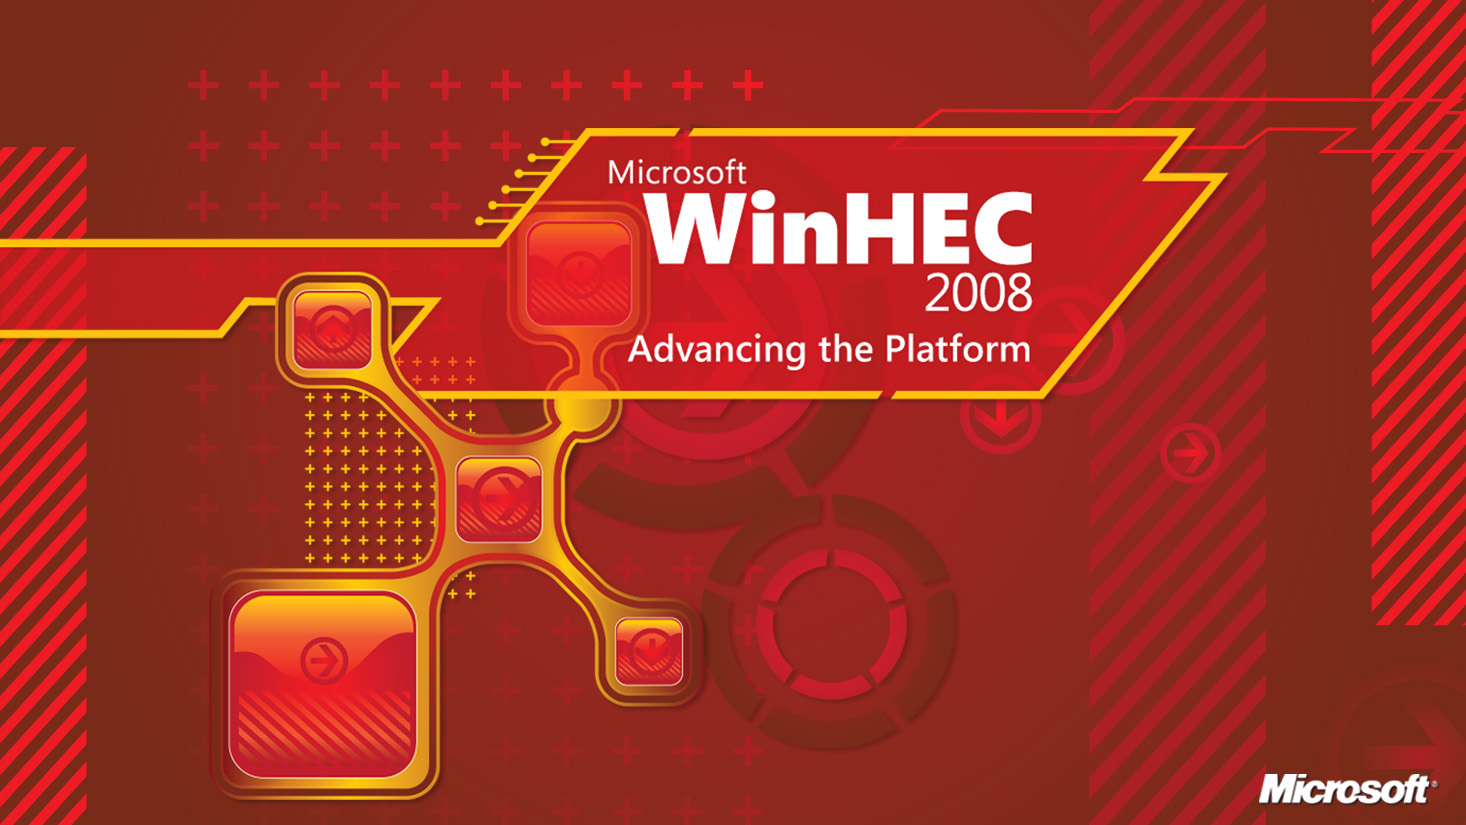 Microsoft
WinHEC
2008
Advancing the Platform
Microsoft®